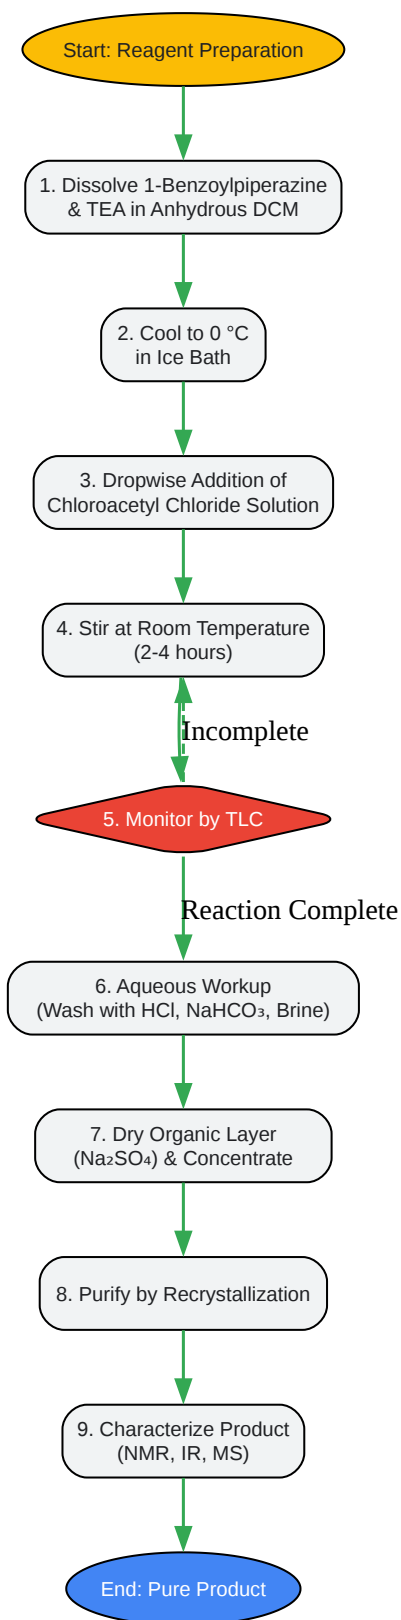 Start: Reagent Preparation
1. Dissolve 1-Benzoylpiperazine
& TEA in Anhydrous DCM
2. Cool to 0 °C
in Ice Bath
3. Dropwise Addition of
Chloroacetyl Chloride Solution
4. Stir at Room Temperature
(2-4 hours)
Incomplete
5. Monitor by TLC
Reaction Complete
6. Aqueous Workup
(Wash with HCl, NaHCO₃, Brine)
7. Dry Organic Layer
(Na₂SO₄) & Concentrate
8. Purify by Recrystallization
9. Characterize Product
(NMR, IR, MS)
End: Pure Product